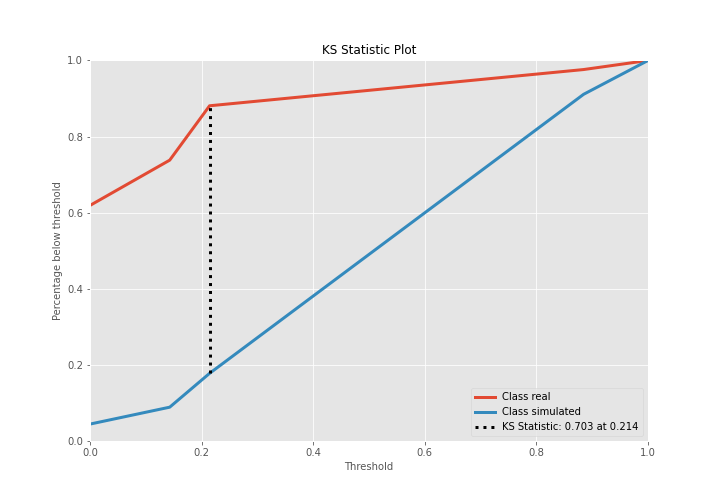 KS Statistic Plot
1.0
0.8
0.6
0.4
0.2
0.0
Percentage below threshold
Class real
Class simulated
KS Statistic: 0.703 at 0.214
0.0 0.2 0.4 0.6 0.8 1.0
Threshold